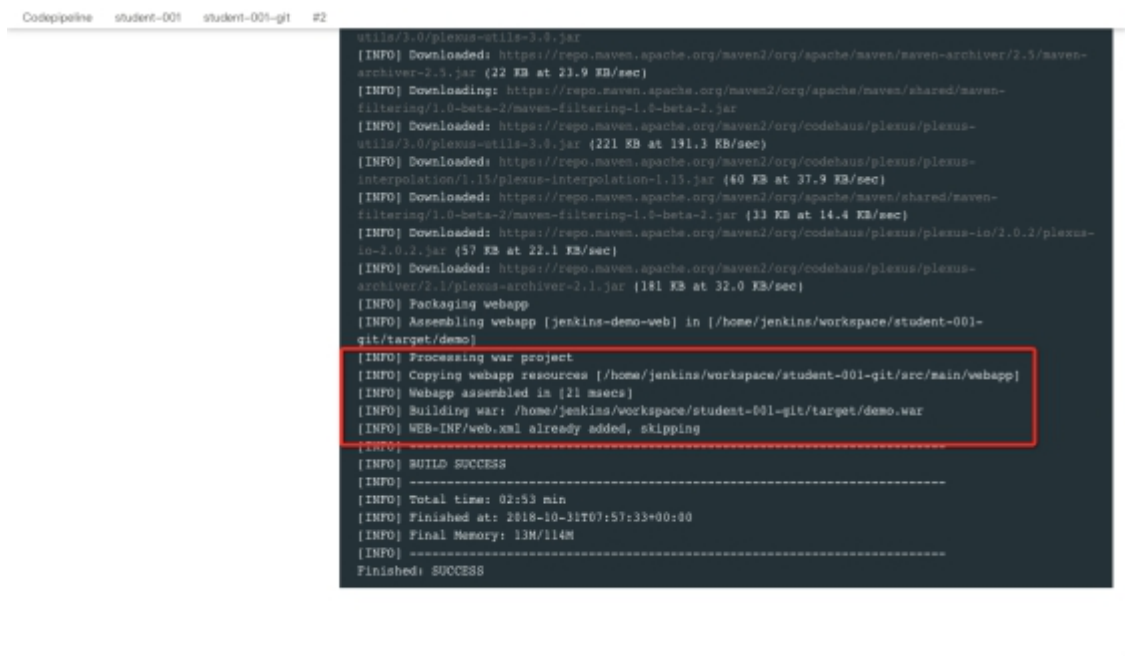 Codepipeline student-001 student-001-git #2
utils/3.0/plexus-utils-3.0.jar
[INFO] Downloaded: https://repo.maven.apache.org/maven2/org/apache/maven/maven-archiver/2.5/maven-
archiver-2.5.jar (22 KB at 23.9 KB/sec)
[INFO] Downloading: https://repo.maven.apache.org/maven2/org/apache/maven/shared/maven-
filtering/1.0-beta-2/maven-filtering-1.0-beta-2.jar
[INFO] Downloaded: https://repo.maven.apache.org/maven2/org/codehaus/plexus/plexus-
utils/3.0/plexus-utils-3.0.jar (221 KB at 191.3 KB/sec)
[INFO] Downloaded: https://repo.maven.apache.org/maven2/org/codehaus/plexus/plexus-
interpolation/1.15/plexus-interpolation-1.15.jar (60 KB at 37.9 KB/sec)
[INFO] Downloaded: https://repo.maven.apache.org/maven2/org/apache/maven/shared/maven-
filtering/1.0-beta-2/maven-filtering-1.0-beta-2.jar (33 KB at 14.4 KB/sec)
[INFO] Downloaded: https://repo.maven.apache.org/maven2/org/codehaus/plexus/plexus-io/2.0.2/plexus-
io-2.0.2.jar (57 KB at 22.1 KB/sec)
[INFO] Downloaded: https://repo.maven.apache.org/maven2/org/codehaus/plexus/plexus-
archiver/2.1/plexus-archiver-2.1.jar (181 KB at 32.0 KB/sec)
[INFO] Packaging webapp
[INFO] Assembling webapp [jenkins-demo-web] in [/home/jenkins/workspace/student-001-
git/target/demo]
[INFO] Processing war project
[INFO] Copying webapp resources [/home/jenkins/workspace/student-001-git/src/main/webapp]
[INFO] Webapp assembled in [21 msecs]
[INFO] Building war: /home/jenkins/workspace/student-001-git/target/demo.war
[INFO] WEB-INF/web.xml already added, skipping
[INFO] ------------------------------------------------------------------------
[INFO] BUILD SUCCESS
[INFO] ------------------------------------------------------------------------
[INFO] Total time: 02:53 min
[INFO] Finished at: 2018-10-31T07:57:33+00:00
[INFO] Final Memory: 13M/114M
[INFO] ------------------------------------------------------------------------
Finished: SUCCESS